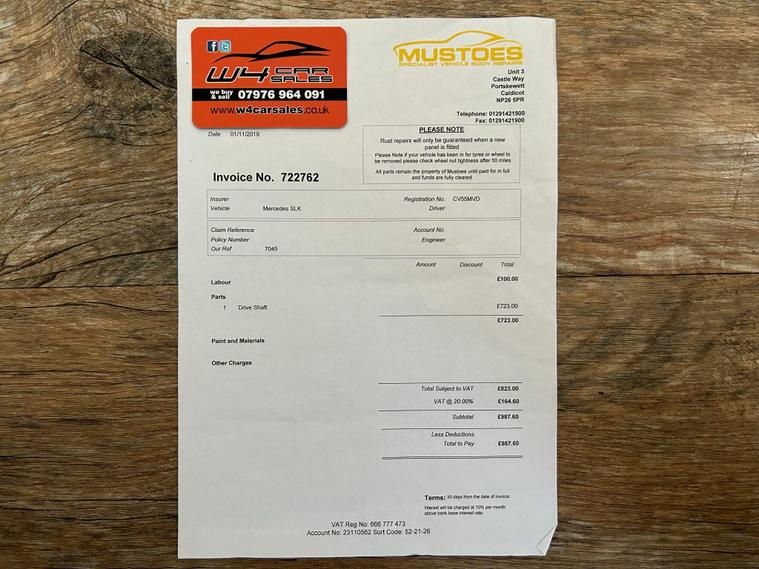 W4 CAR SALES
we buy & sell 07976 964 091
www.w4carsales.co.uk
MUSTOES
SPECIALIST VEHICLE BODY REPAIRS
Unit 3
Castle Way
Portskewett
Caldicot
NP26 5PR
Telephone: 01291421900
Fax: 01291421900
Date 01/11/2019
PLEASE NOTE
Rust repairs will only be guaranteed when a new
panel is fitted
Please Note if your vehicle has been in for tyres or wheel to
be removed please check wheel nut tightness after 50 miles
All parts remain the property of Mustoes until paid for in full
and funds are fully cleared
Invoice No. 722762
Insurer Registration No. CV55MVD
Vehicle Mercedes SLK Driver
Claim Reference Account No.
Policy Number Engineer
Our Ref 7045
Amount Discount Total
Labour £100.00
Parts
1 Drive Shaft £723.00
£723.00
Paint and Materials
Other Charges
Total Subject to VAT £823.00
VAT @ 20.00% £164.60
Subtotal £987.60
Less Deductions
Total to Pay £987.60
Terms: 30 days from the date of invoice.
Interest will be charged at 10% per month
above bank base interest rate.
VAT Reg No: 666 777 473
Account No: 23110562 Sort Code: 52-21-26